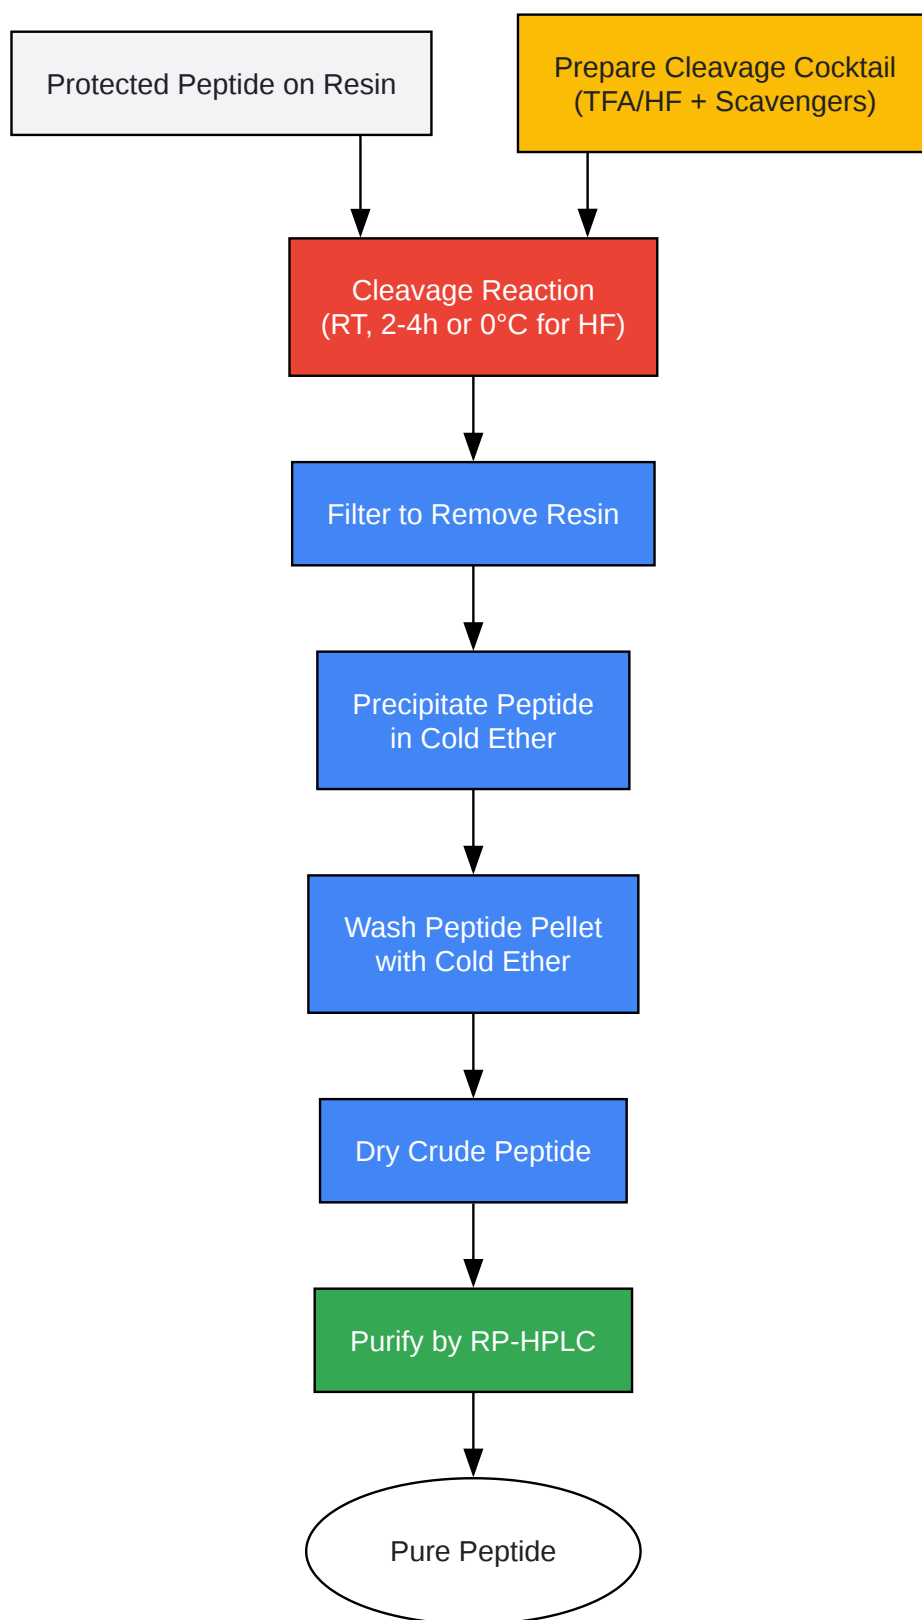 Protected Peptide on Resin
Prepare Cleavage Cocktail
(TFA/HF + Scavengers)
Cleavage Reaction
(RT, 2-4h or 0°C for HF)
Filter to Remove Resin
Precipitate Peptide
in Cold Ether
Wash Peptide Pellet
with Cold Ether
Dry Crude Peptide
Purify by RP-HPLC
Pure Peptide